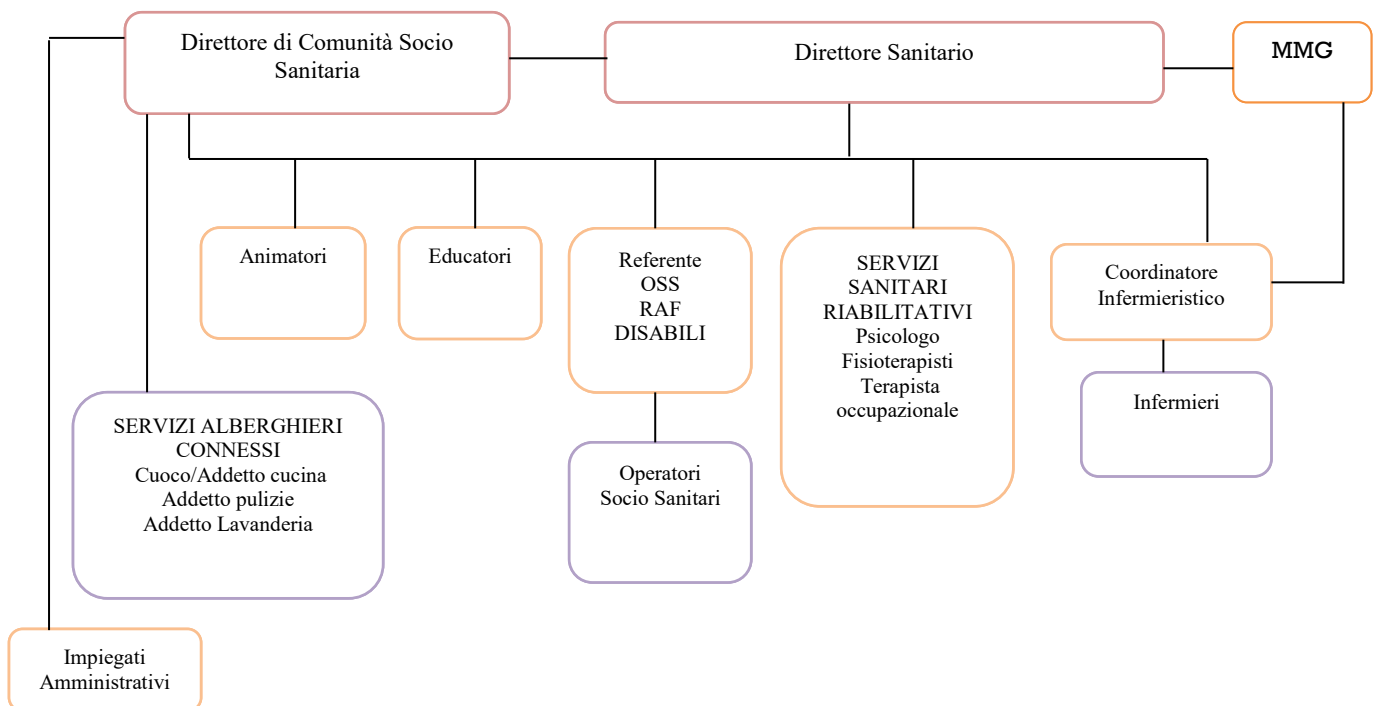 Direttore di Comunità Socio
Sanitaria
Direttore Sanitario
MMG
Animatori
Educatori
Referente
OSS
RAF
DISABILI
SERVIZI
SANITARI
RIABILITATIVI
Psicologo
Fisioterapisti
Terapista
occupazionale
Coordinatore
Infermieristico
SERVIZI ALBERGHIERI
CONNESSI
Cuoco/Addetto cucina
Addetto pulizie
Addetto Lavanderia
Operatori
Socio Sanitari
Infermieri
Impiegati
Amministrativi